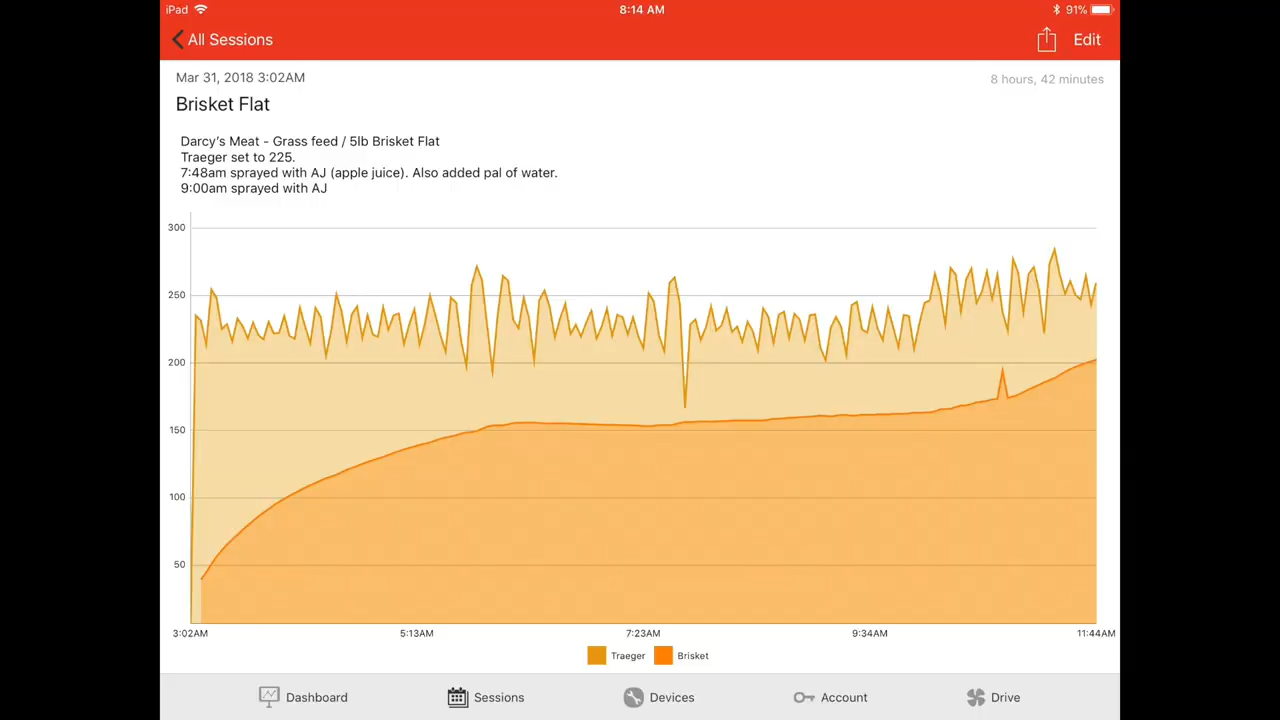 iPad 8:14 AM 91%
All Sessions Edit
Mar 31, 2018 3:02AM 8 hours, 42 minutes
Brisket Flat
Darcy's Meat - Grass feed / 5lb Brisket Flat
Traeger set to 225.
7:48am sprayed with AJ (apple juice). Also added pal of water.
9:00am sprayed with AJ
300
250
200
150
100
50
3:02AM 5:13AM 7:23AM 9:34AM 11:44AM
Traeger Brisket
Dashboard Sessions Devices Account Drive